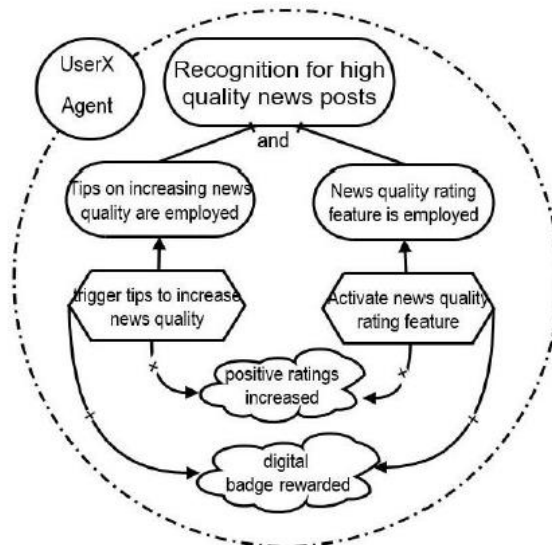 UserX
Agent
Recognition for high
quality news posts
and
Tips on increasing news
quality are employed
News quality rating
feature is employed
trigger tips to increase
news quality
Activate news quality
rating feature
positive ratings
increased
digital
badge rewarded